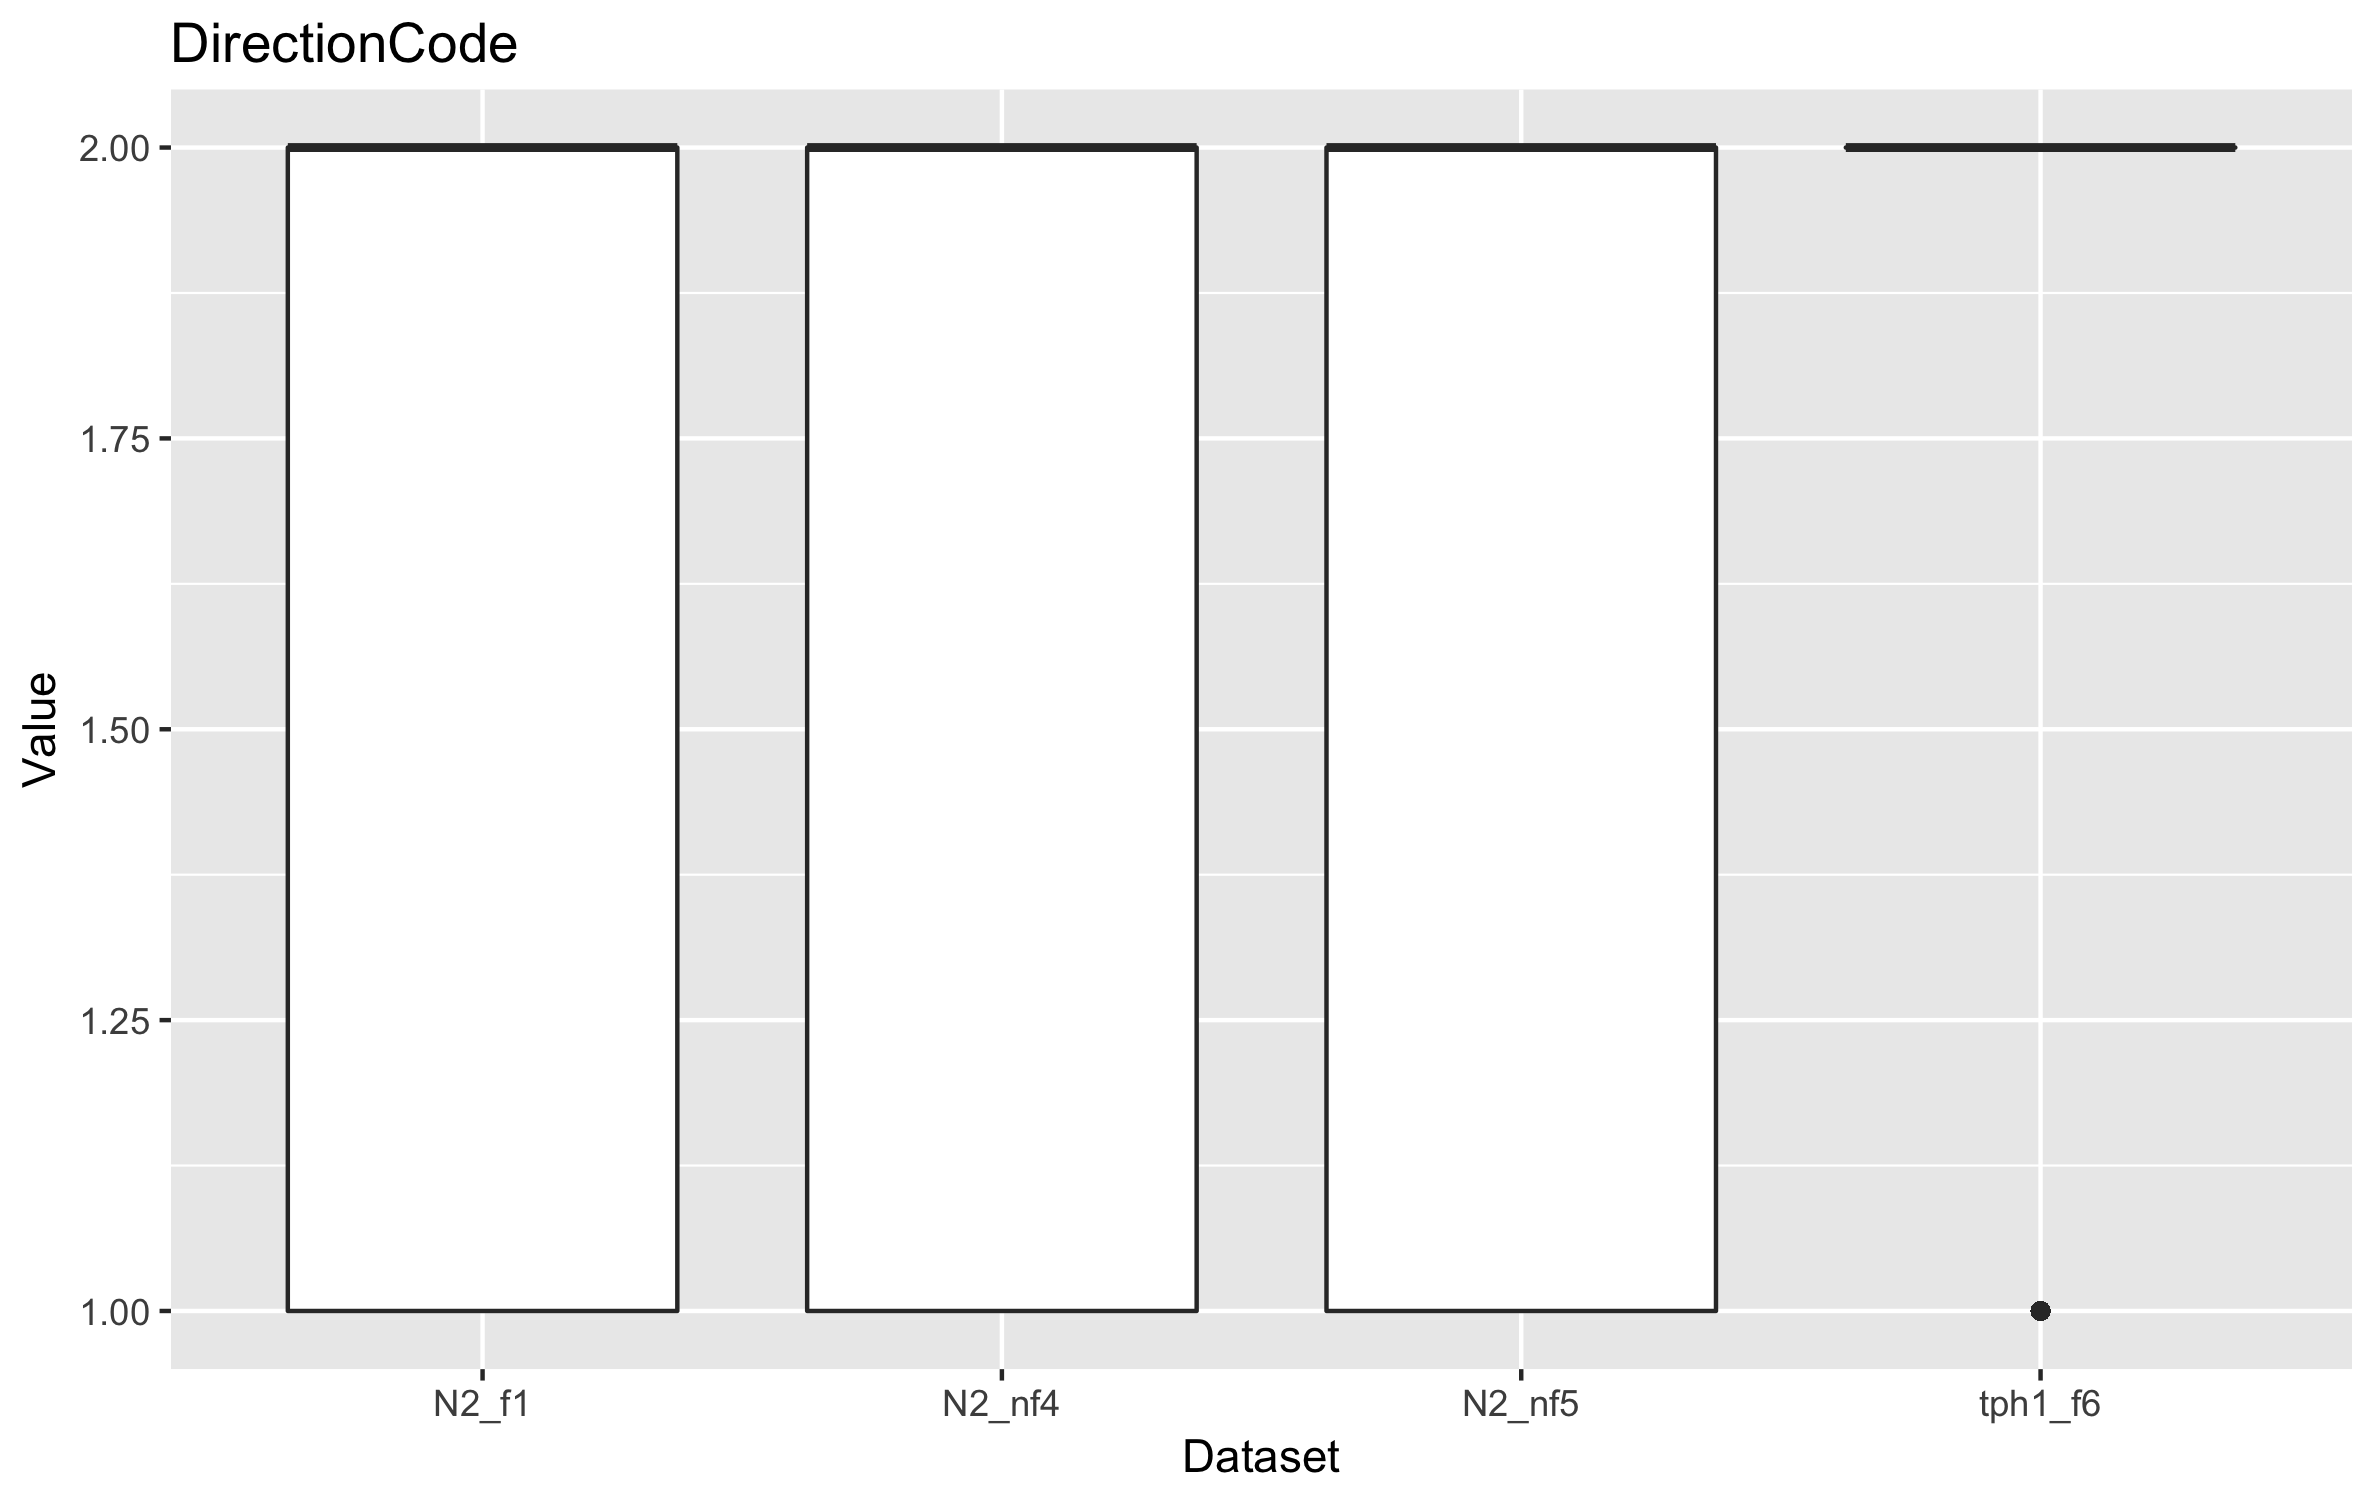 DirectionCode
Value
2.00
1.75
1.50
1.25
1.00
N2_f1
N2_nf4
N2_nf5
tph1_f6
Dataset